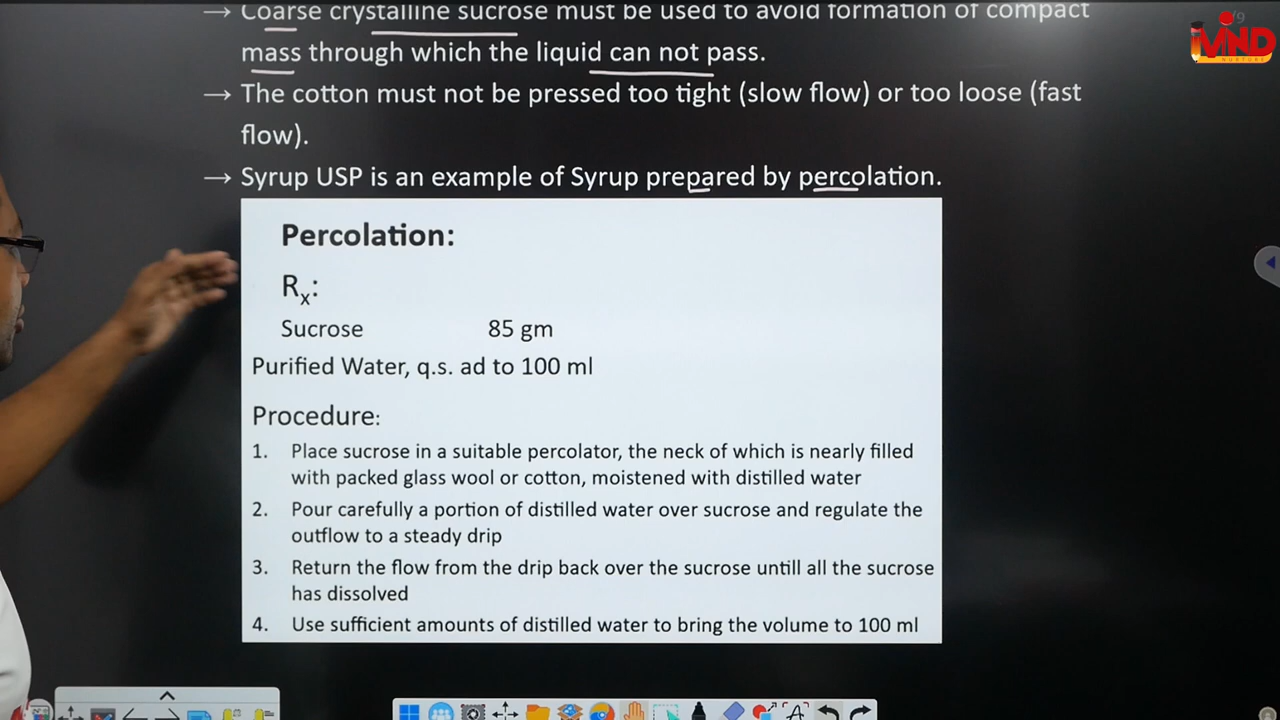 → Coarse crystalline sucrose must be used to avoid formation of compact
mass through which the liquid can not pass.
→ The cotton must not be pressed too tight (slow flow) or too loose (fast
flow).
→ Syrup USP is an example of Syrup prepared by percolation.
Percolation:
Rx:
Sucrose 85 gm
Purified Water, q.s. ad to 100 ml
Procedure:
1. Place sucrose in a suitable percolator, the neck of which is nearly filled
with packed glass wool or cotton, moistened with distilled water
2. Pour carefully a portion of distilled water over sucrose and regulate the
outflow to a steady drip
3. Return the flow from the drip back over the sucrose untill all the sucrose
has dissolved
4. Use sufficient amounts of distilled water to bring the volume to 100 ml
MIND
NURTURE
/9